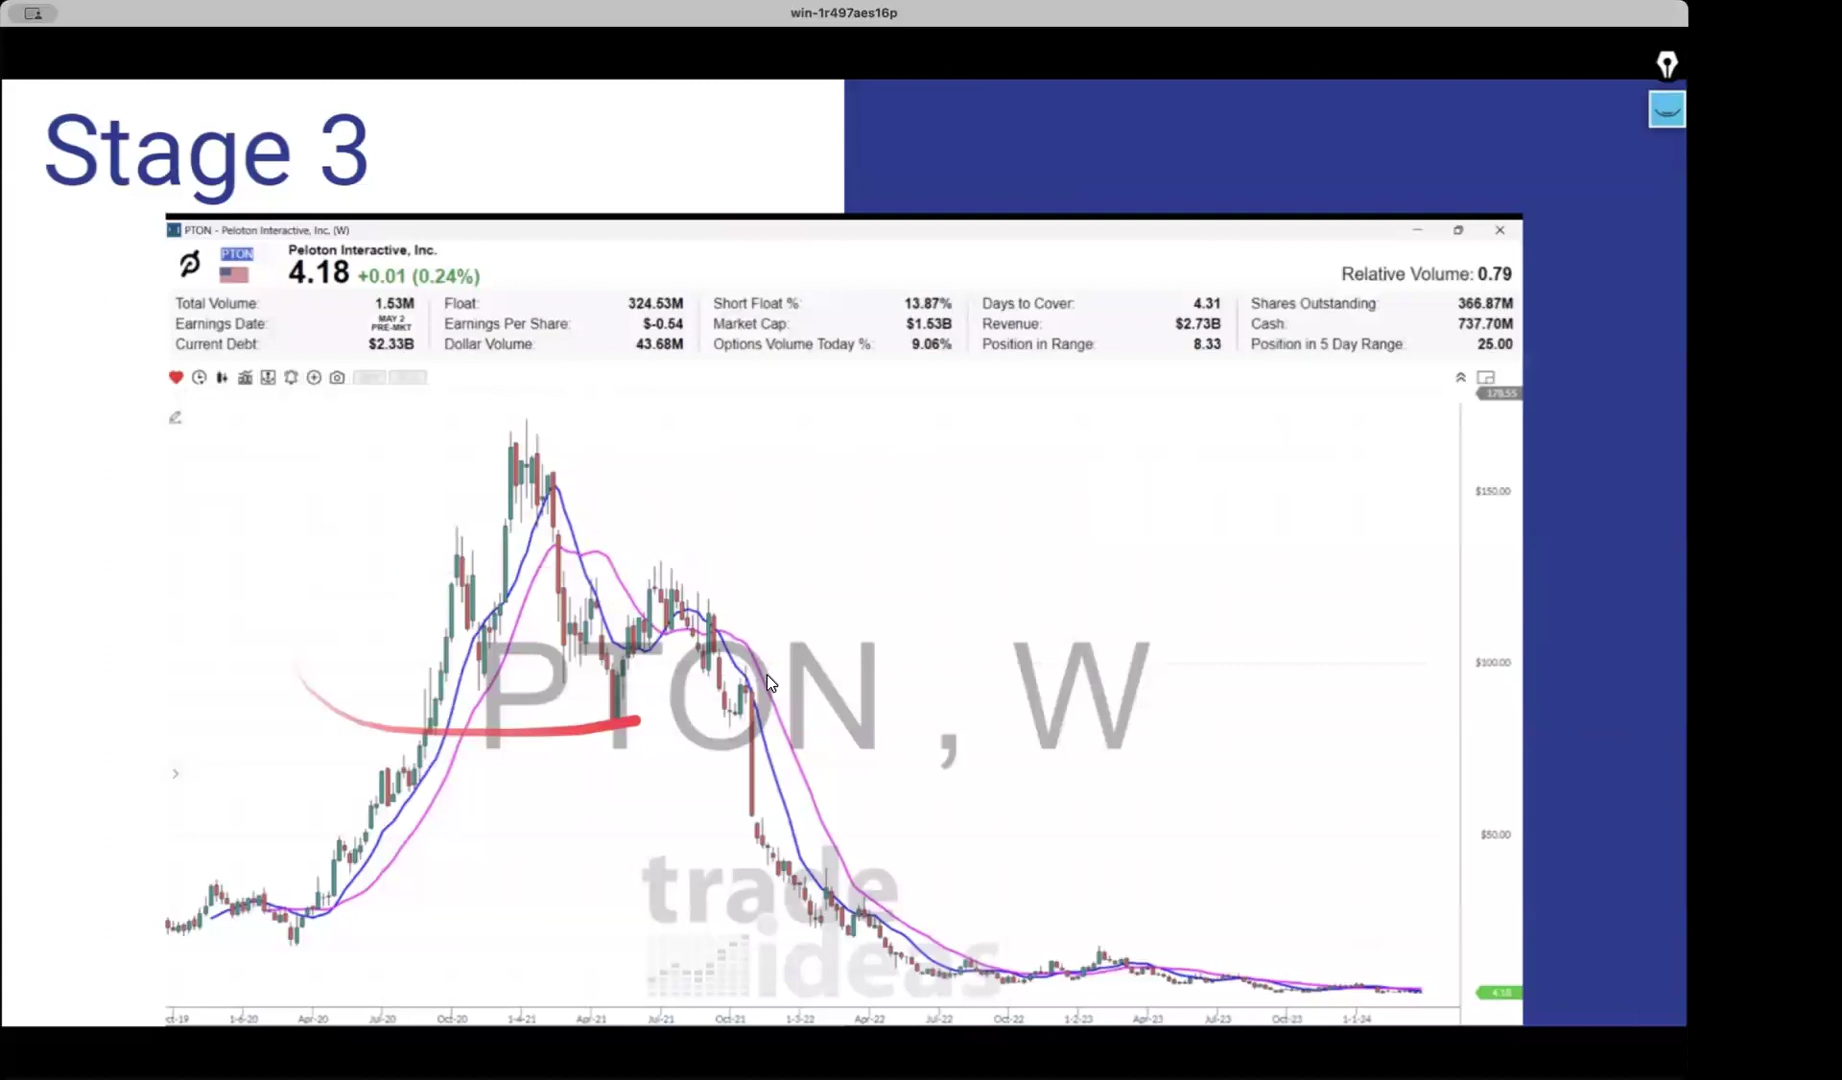 win-1r497aes16p
Stage 3
PTON - Peloton Interactive, Inc. (W)
PTON
Peloton Interactive, Inc.
4.18 +0.01 (0.24%)
Relative Volume: 0.79
Total Volume: 1.53M Float: 324.53M Short Float %: 13.87% Days to Cover: 4.31 Shares Outstanding: 366.87M
Earnings Date: MAY 2 PRE-MKT Earnings Per Share: $-0.54 Market Cap: $1.53B Revenue: $2.73B Cash: 737.70M
Current Debt: $2.33B Dollar Volume: 43.68M Options Volume Today %: 9.06% Position in Range: 8.33 Position in 5 Day Range: 25.00
178.55
$150.00
$100.00
PTON , W
$50.00
trade
ideas
4.18
ct-19 1-6-20 Apr-20 Jul-20 Oct-20 1-4-21 Apr-21 Jul-21 Oct-21 1-3-22 Apr-22 Jul-22 Oct-22 1-2-23 Apr-23 Jul-23 Oct-23 1-1-24